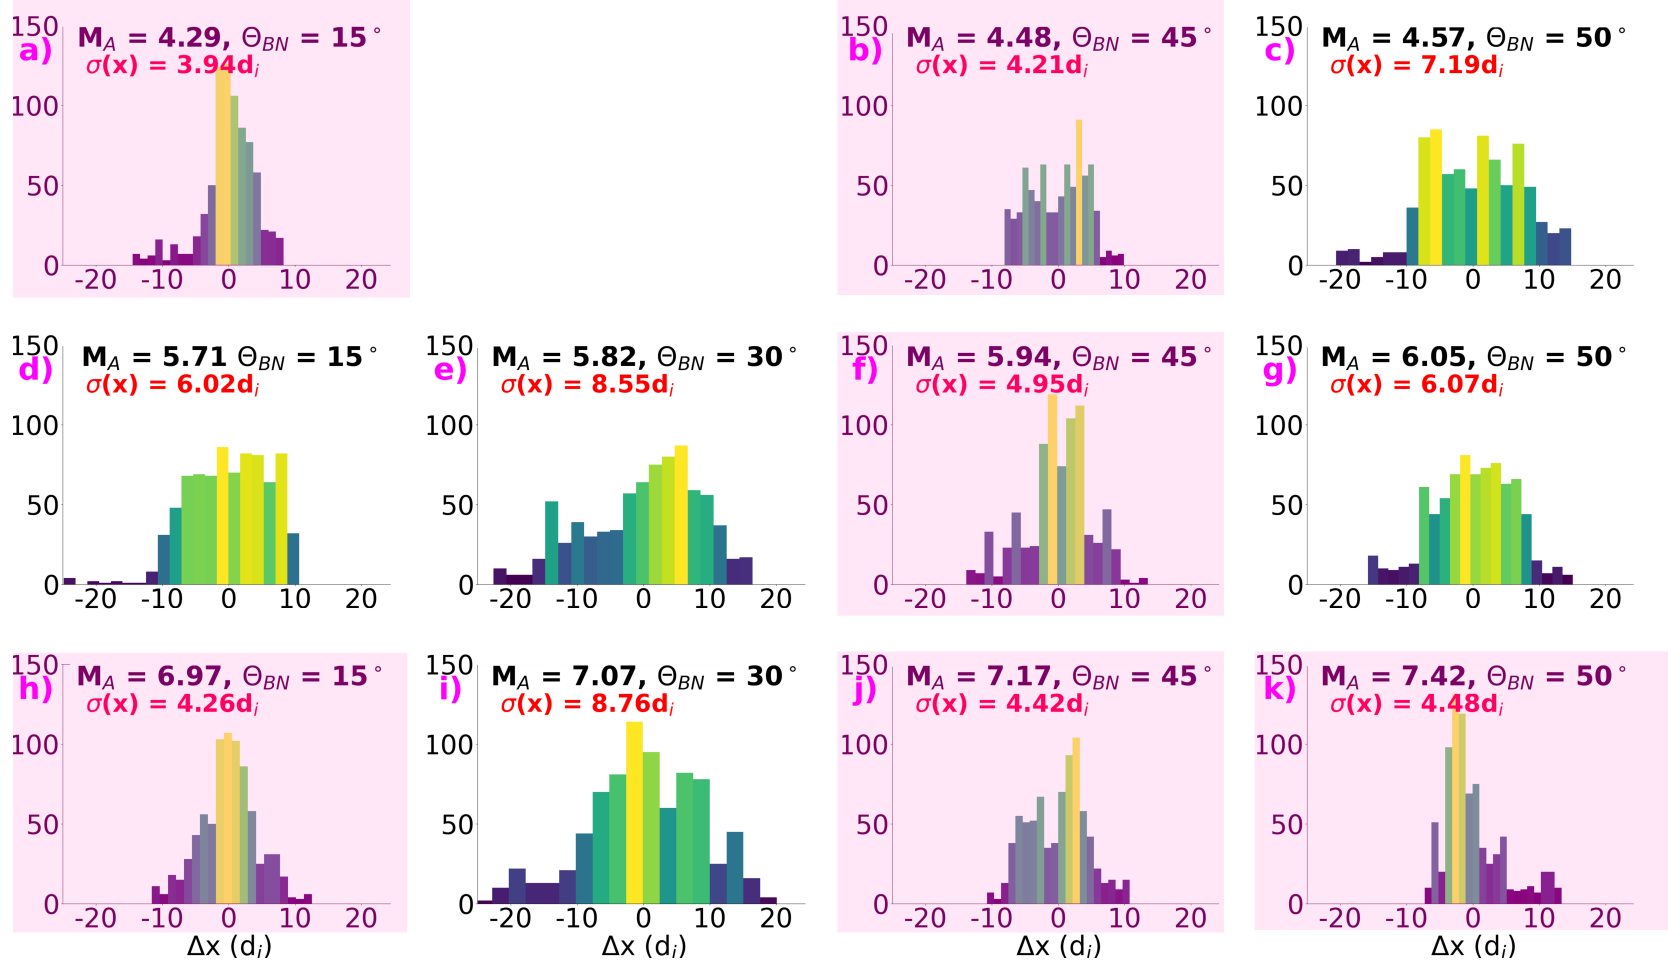 a)
M_A = 4.29, Θ_BN = 15°
σ(x) = 3.94d_i
150
100
50
0
-20 -10 0 10 20
b)
M_A = 4.48, Θ_BN = 45°
σ(x) = 4.21d_i
150
100
50
0
-20 -10 0 10 20
c)
M_A = 4.57, Θ_BN = 50°
σ(x) = 7.19d_i
150
100
50
0
-20 -10 0 10 20
d)
M_A = 5.71 Θ_BN = 15°
σ(x) = 6.02d_i
150
100
50
0
-20 -10 0 10 20
e)
M_A = 5.82, Θ_BN = 30°
σ(x) = 8.55d_i
150
100
50
0
-20 -10 0 10 20
f)
M_A = 5.94, Θ_BN = 45°
σ(x) = 4.95d_i
150
100
50
0
-20 -10 0 10 20
g)
M_A = 6.05, Θ_BN = 50°
σ(x) = 6.07d_i
150
100
50
0
-20 -10 0 10 20
h)
M_A = 6.97, Θ_BN = 15°
σ(x) = 4.26d_i
150
100
50
0
-20 -10 0 10 20
Δx (d_i)
i)
M_A = 7.07, Θ_BN = 30°
σ(x) = 8.76d_i
150
100
50
0
-20 -10 0 10 20
Δx (d_i)
j)
M_A = 7.17, Θ_BN = 45°
σ(x) = 4.42d_i
150
100
50
0
-20 -10 0 10 20
Δx (d_i)
k)
M_A = 7.42, Θ_BN = 50°
σ(x) = 4.48d_i
150
100
50
0
-20 -10 0 10 20
Δx (d_i)